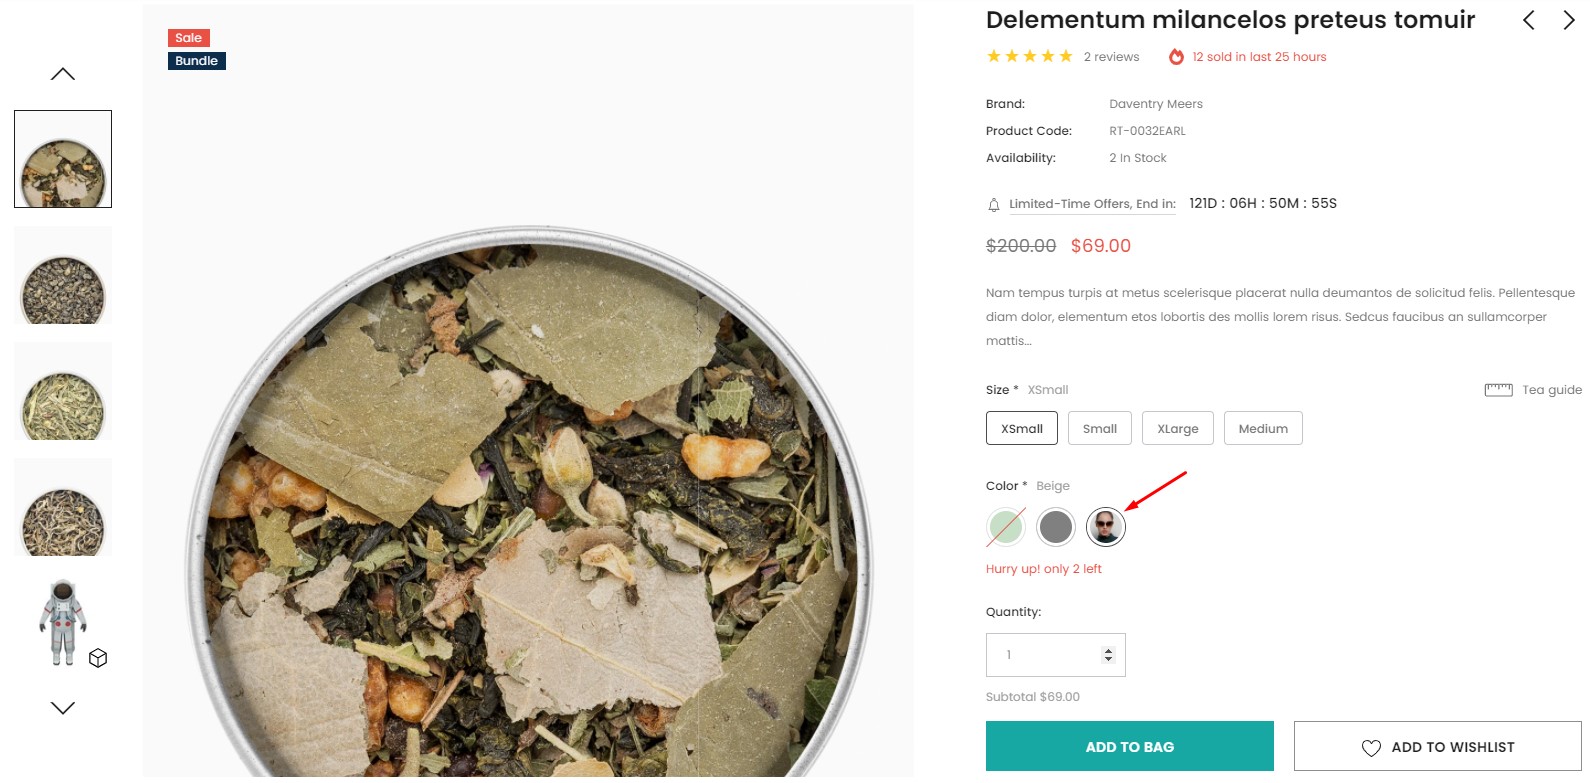 Sale
Bundle
Delementum milancelos preteus tomuir
2 reviews
12 sold in last 25 hours
Brand: Daventry Meers
Product Code: RT-0032EARL
Availability: 2 In Stock
Limited-Time Offers, End in: 121D : 06H : 50M : 55S
$200.00 $69.00
Nam tempus turpis at metus scelerisque placerat nulla deumantos de solicitud felis. Pellentesque
diam dolor, elementum etos lobortis des mollis lorem risus. Sedcus faucibus an sullamcorper
mattis...
Size * XSmall
Tea guide
XSmall Small XLarge Medium
Color * Beige
Hurry up! only 2 left
Quantity:
1
Subtotal $69.00
ADD TO BAG
ADD TO WISHLIST